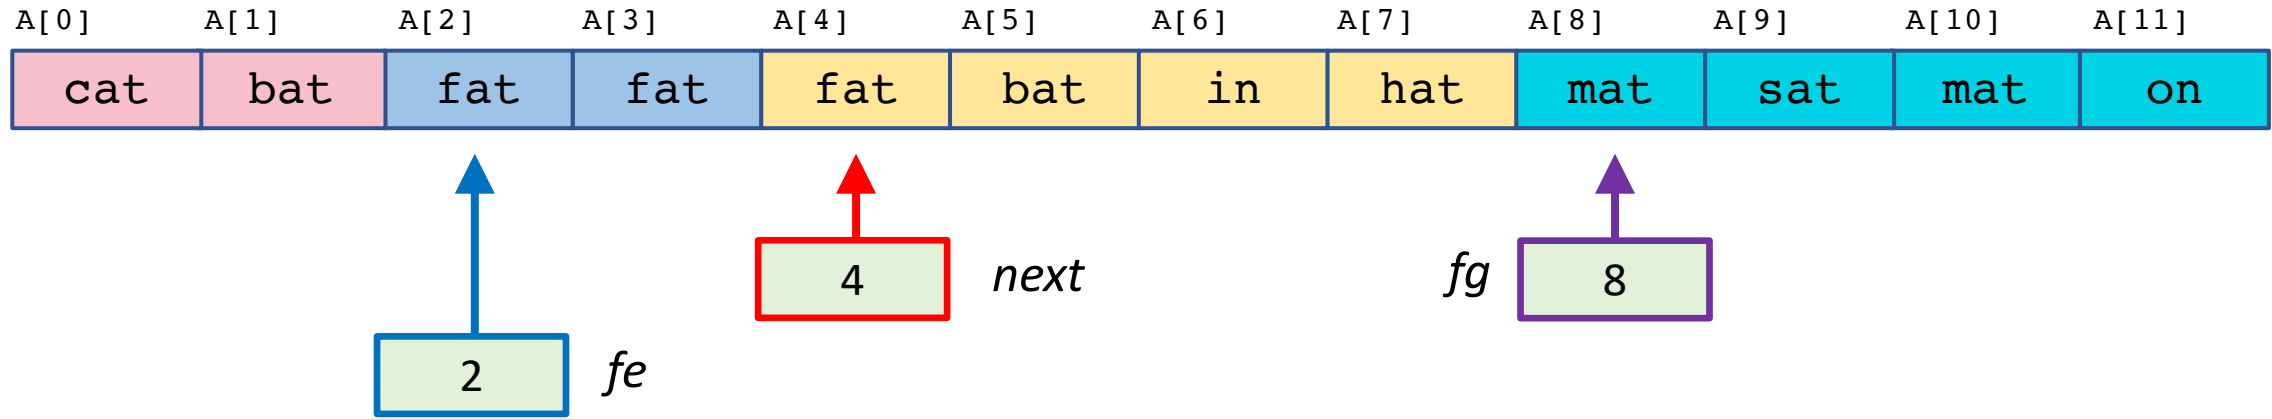 A[0] A[1] A[2] A[3] A[4] A[5] A[6] A[7] A[8] A[9] A[10] A[11]
cat bat fat fat fat bat in hat mat sat mat on
4 next fg 8
2 fe